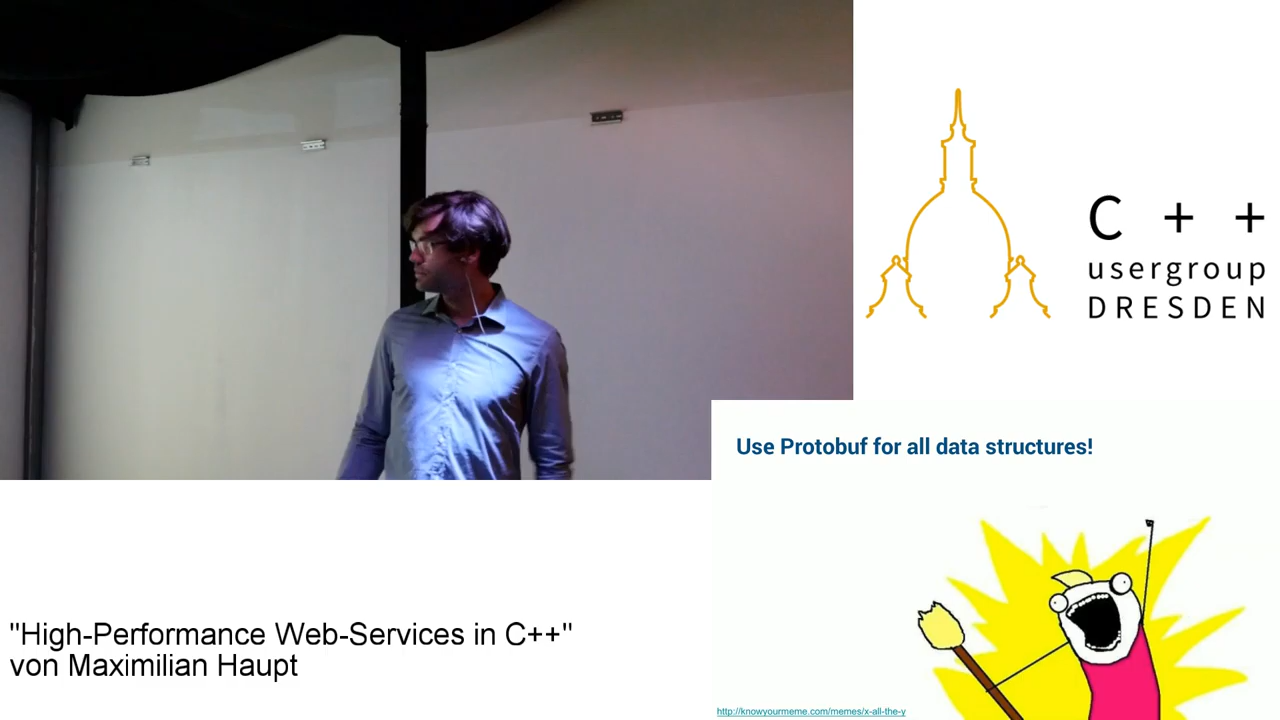 C + +
usergroup
DRESDEN
Use Protobuf for all data structures!
http://knowyourmeme.com/memes/x-all-the-y
"High-Performance Web-Services in C++"
von Maximilian Haupt